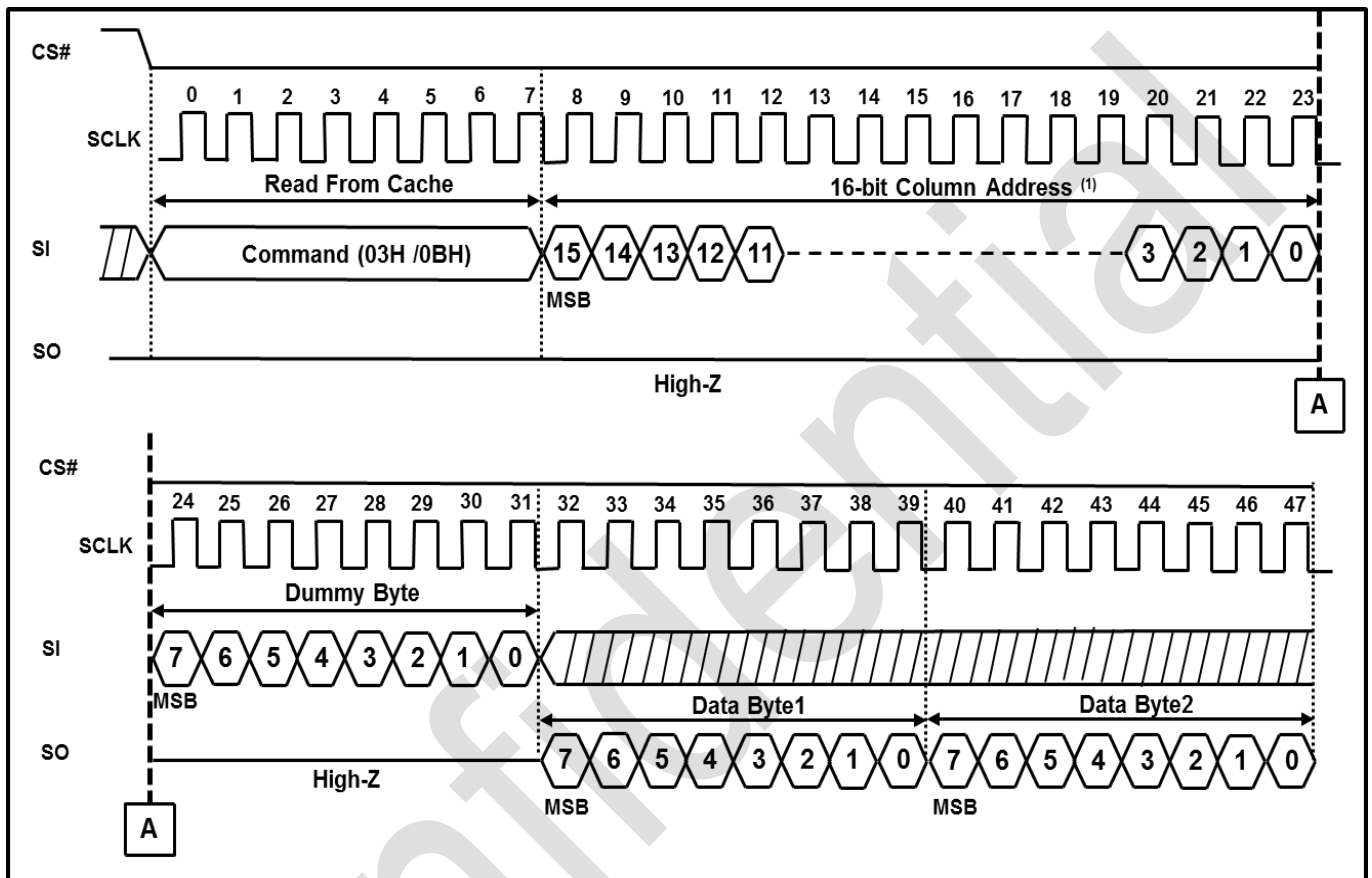 CS#
0 1 2 3 4 5 6 7 8 9 10 11 12 13 14 15 16 17 18 19 20 21 22 23
SCLK
Read From Cache 16-bit Column Address (1)
SI Command (03H /0BH) 15 14 13 12 11 3 2 1 0
MSB
SO
High-Z
A
CS#
24 25 26 27 28 29 30 31 32 33 34 35 36 37 38 39 40 41 42 43 44 45 46 47
SCLK
Dummy Byte
SI 7 6 5 4 3 2 1 0
MSB
Data Byte1 Data Byte2
SO 7 6 5 4 3 2 1 0 7 6 5 4 3 2 1 0
High-Z
MSB MSB
A
nfidential